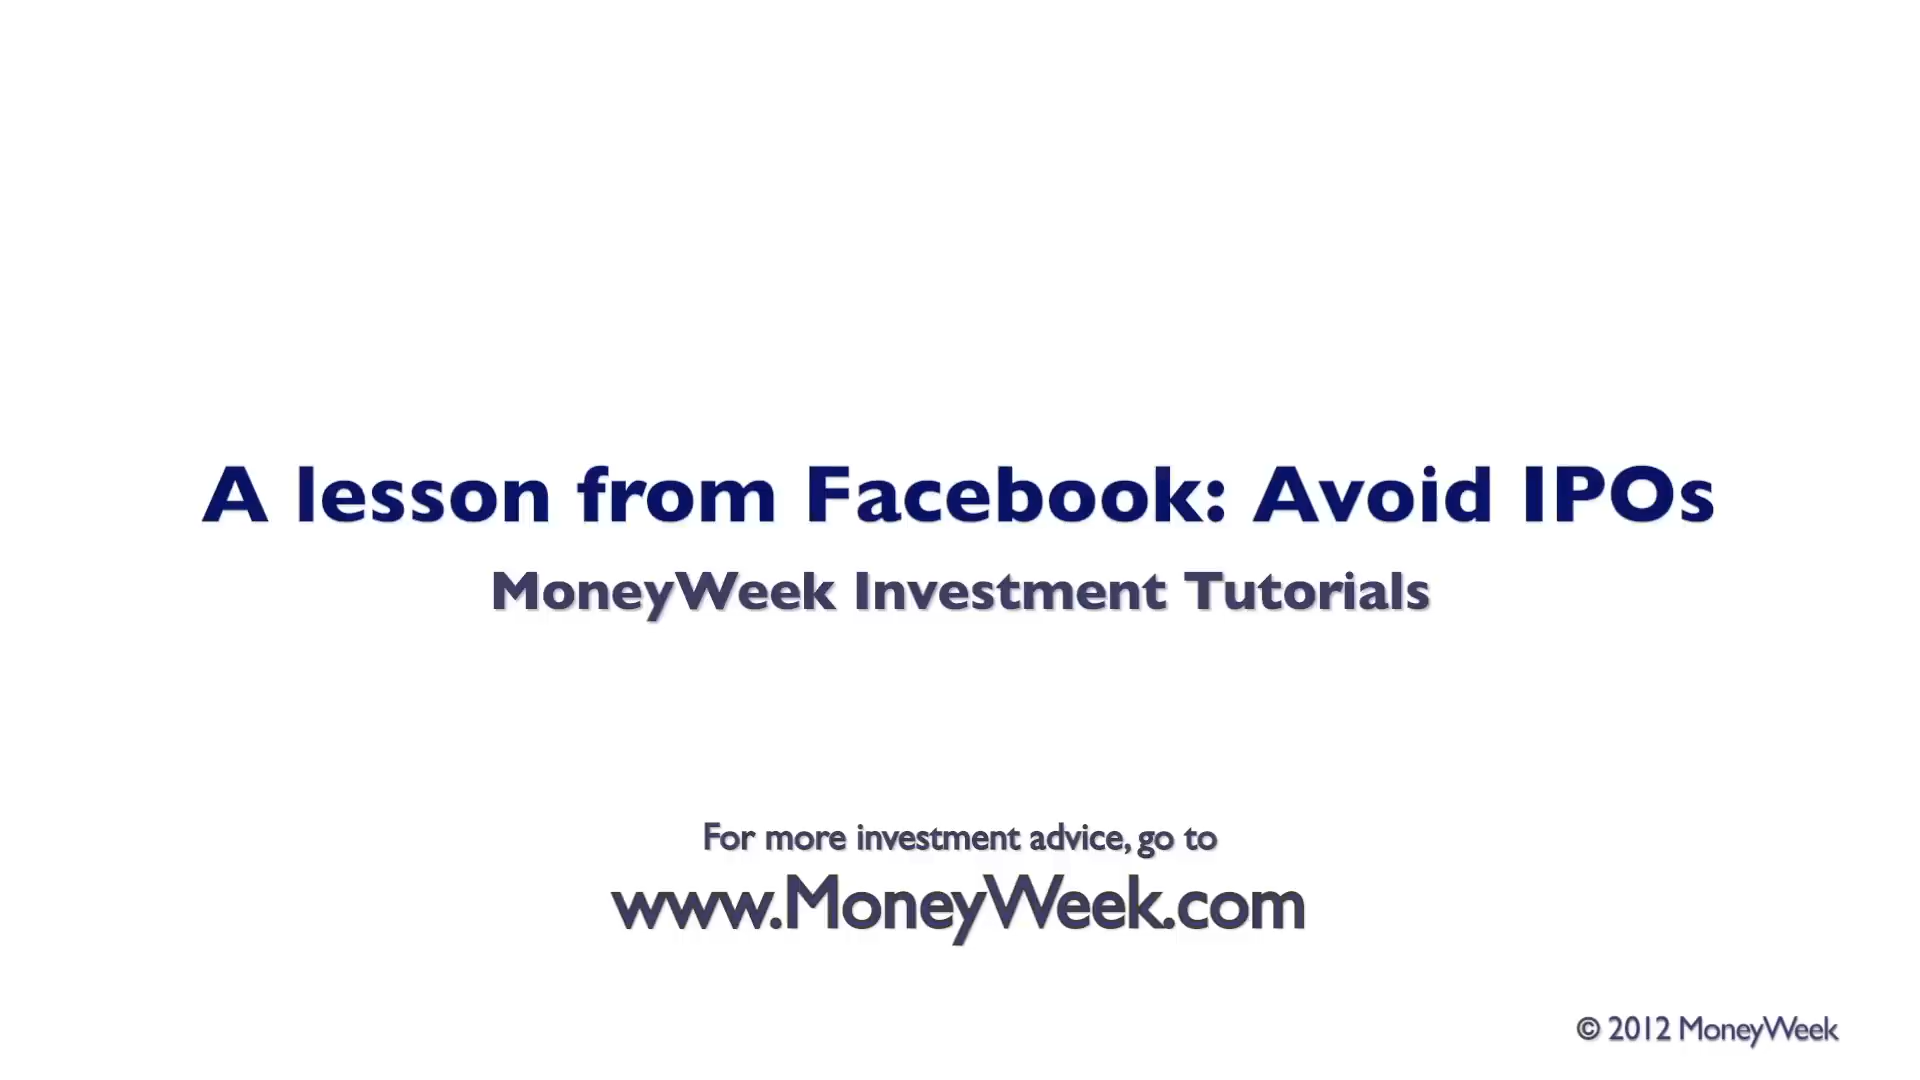 A lesson from Facebook: Avoid IPOs
MoneyWeek Investment Tutorials
For more investment advice, go to
www.MoneyWeek.com
© 2012 MoneyWeek